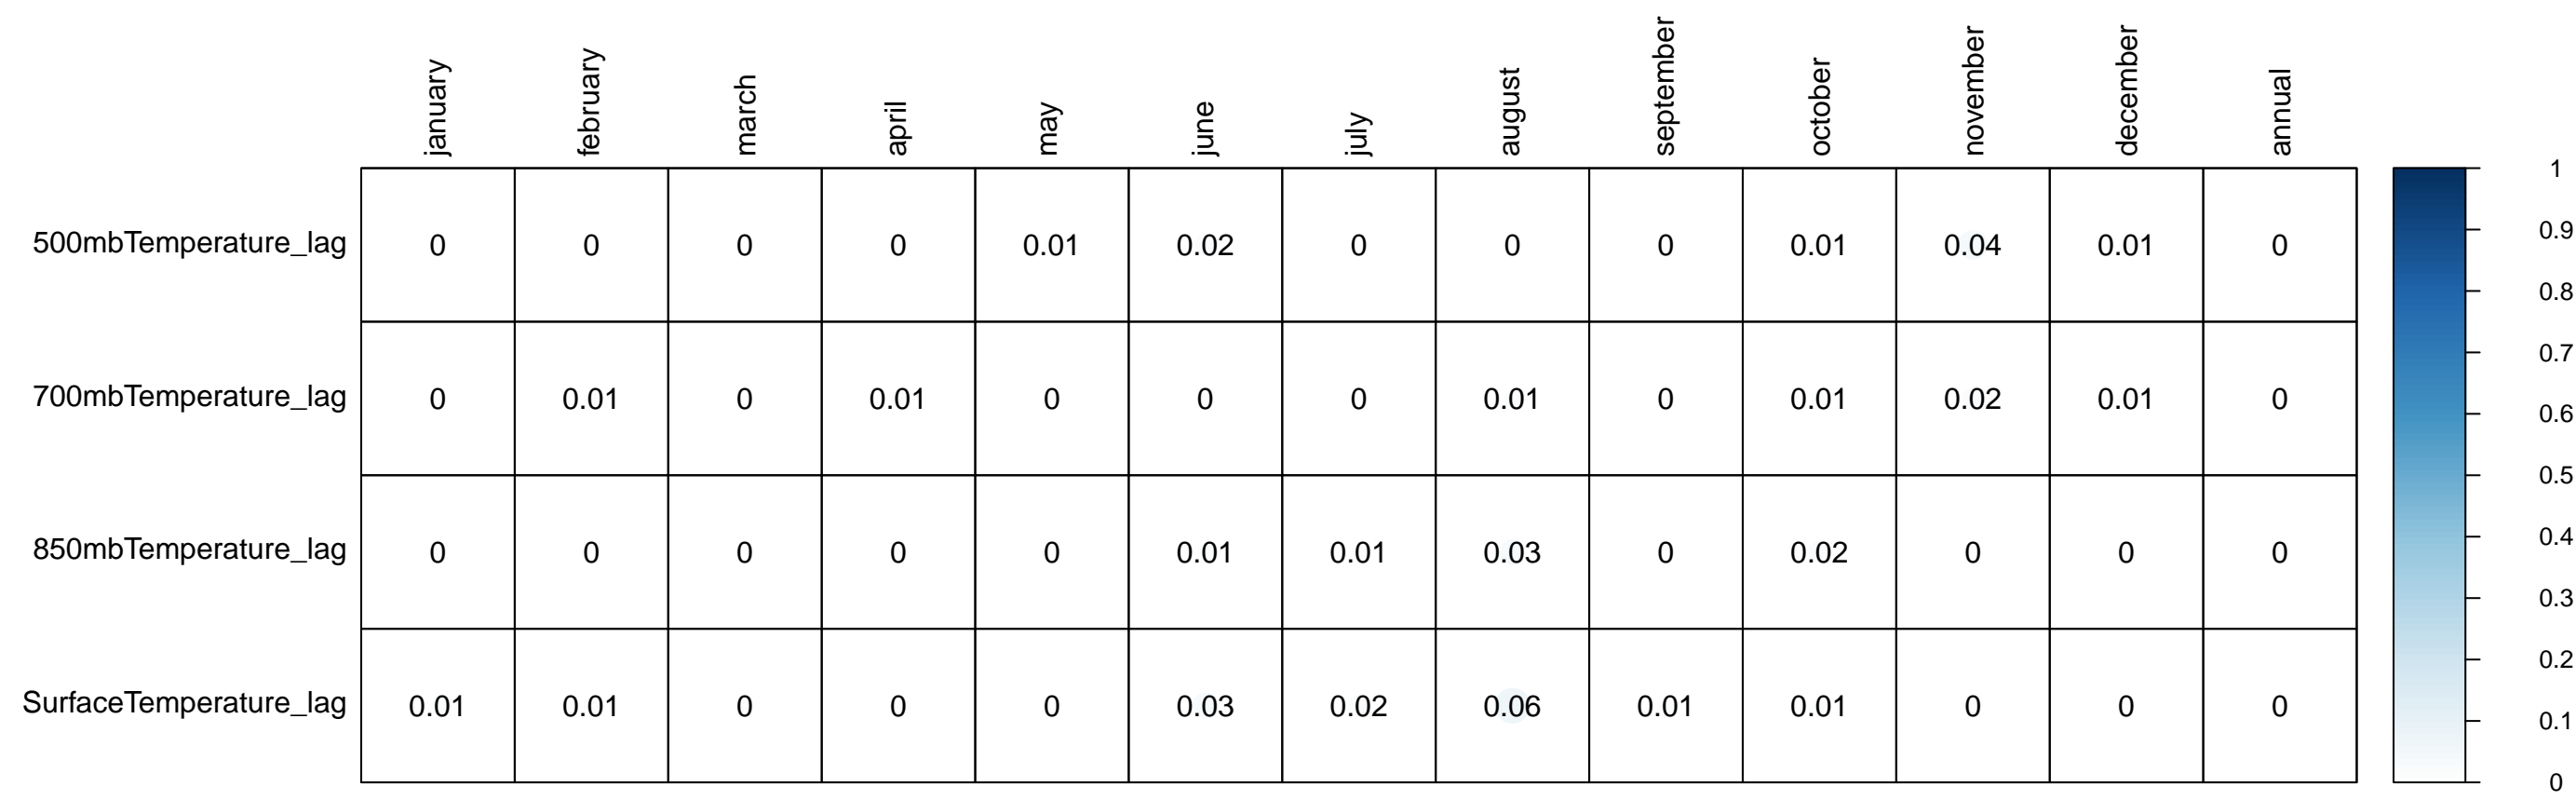 january february march april may june july august september october november december annual
500mbTemperature_lag 0 0 0 0 0.01 0.02 0 0 0 0.01 0.04 0.01 0
700mbTemperature_lag 0 0.01 0 0.01 0 0 0 0.01 0 0.01 0.02 0.01 0
850mbTemperature_lag 0 0 0 0 0 0.01 0.01 0.03 0 0.02 0 0 0
SurfaceTemperature_lag 0.01 0.01 0 0 0 0.03 0.02 0.06 0.01 0.01 0 0 0
1
0.9
0.8
0.7
0.6
0.5
0.4
0.3
0.2
0.1
0